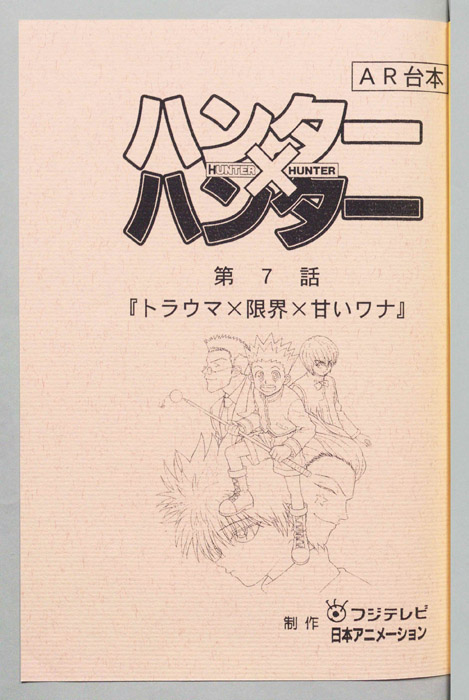 AR台本
ハンター
HUNTER×HUNTER
ハンター
第7話
『トラウマ×限界×甘いワナ』
制作 フジテレビ
日本アニメーション